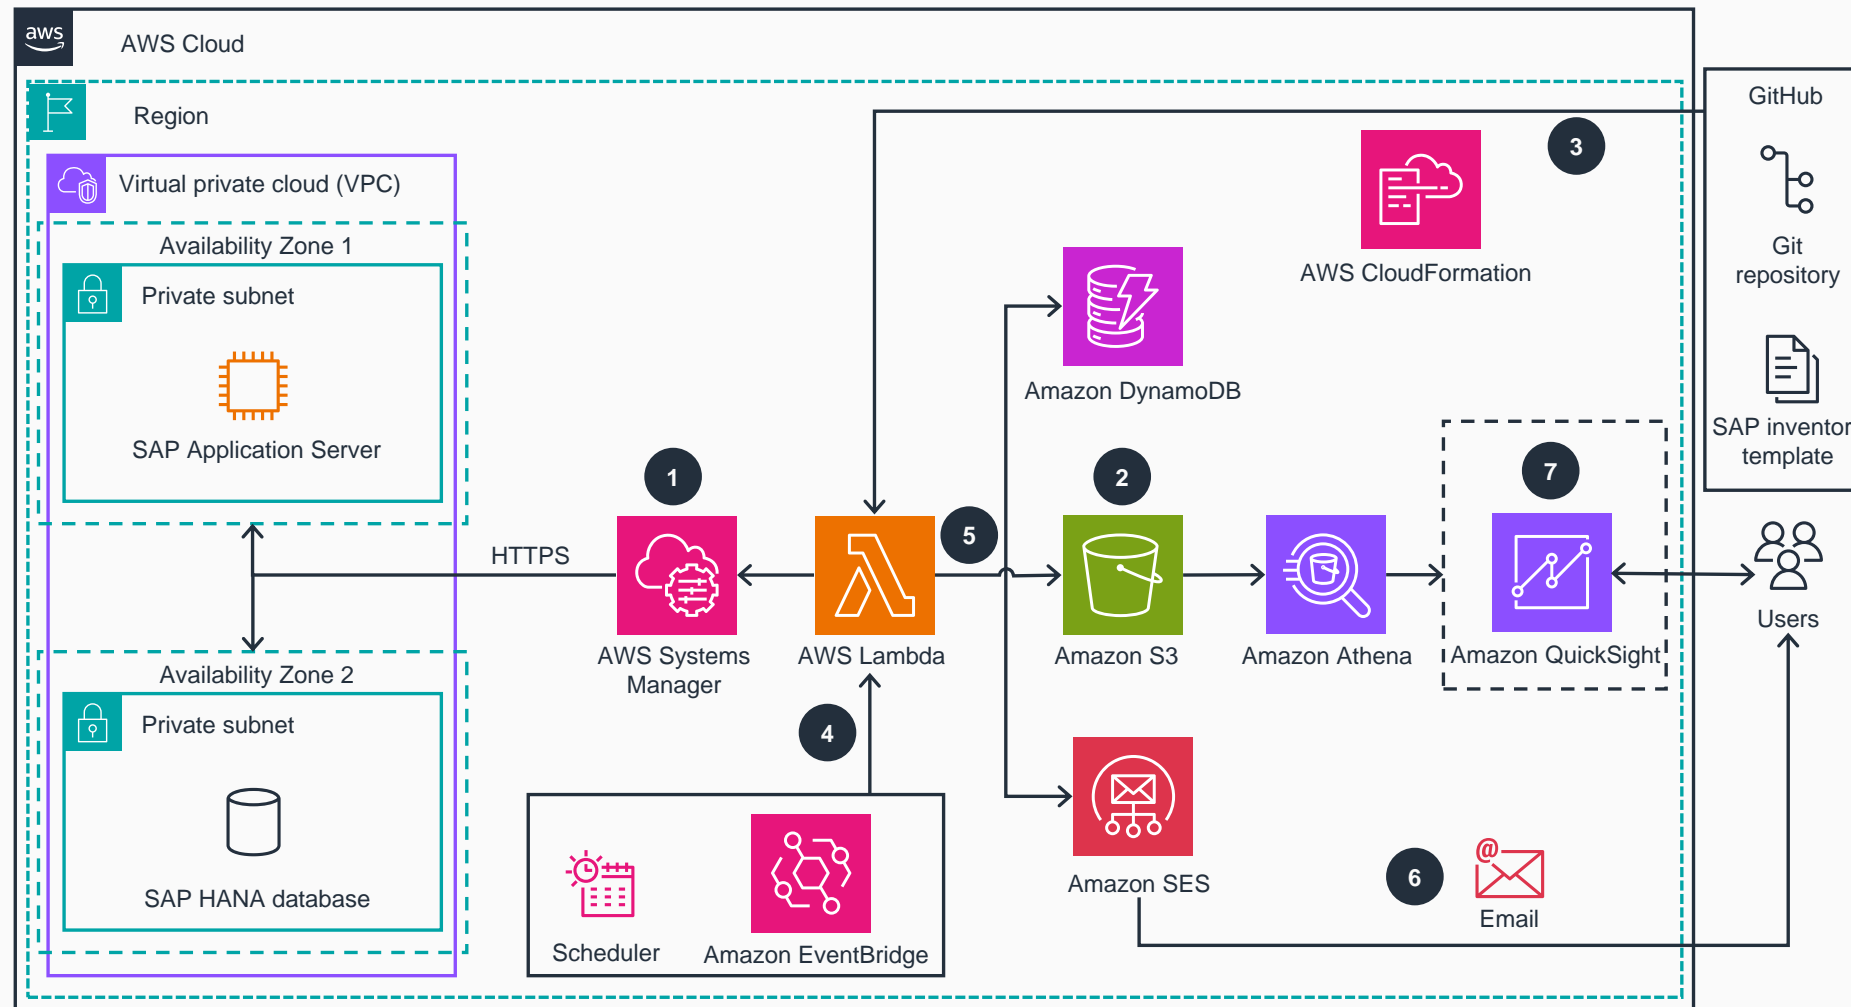 aws
AWS Cloud
Region
Virtual private cloud (VPC)
Availability Zone 1
Private subnet
SAP Application Server
HTTPS
Availability Zone 2
Private subnet
SAP HANA database
1
AWS Systems
Manager
AWS Lambda
4
Scheduler
Amazon EventBridge
5
Amazon DynamoDB
2
Amazon S3
Amazon Athena
Amazon SES
3
AWS CloudFormation
7
Amazon QuickSight
6
@
Email
GitHub
Git
repository
SAP inventor
template
Users